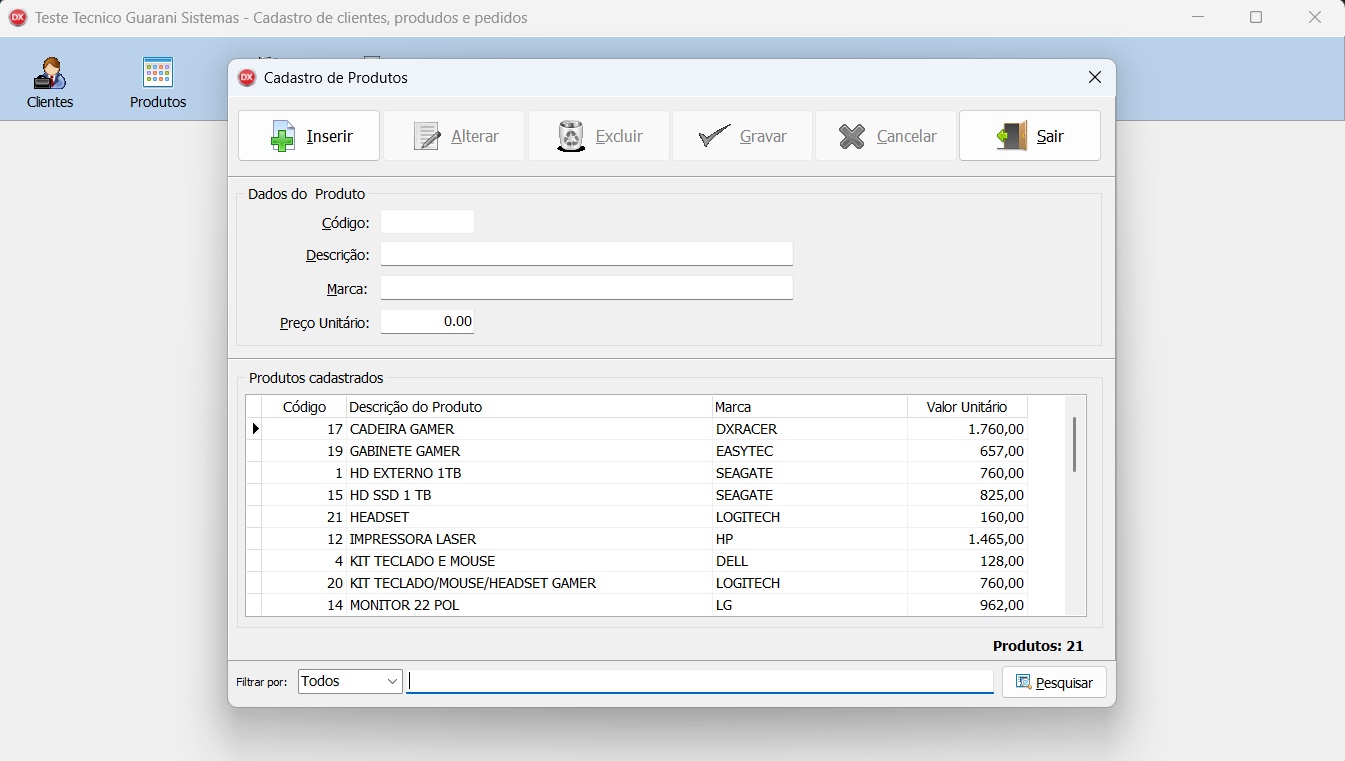 DX Teste Tecnico Guarani Sistemas - Cadastro de clientes, produdos e pedidos
Clientes
Produtos
DX Cadastro de Produtos
Inserir Alterar Excluir Gravar Cancelar Sair
Dados do Produto
Código:
Descrição:
Marca:
Preço Unitário: 0.00
Produtos cadastrados
Código Descrição do Produto Marca Valor Unitário
17 CADEIRA GAMER DXRACER 1.760,00
19 GABINETE GAMER EASYTEC 657,00
1 HD EXTERNO 1TB SEAGATE 760,00
15 HD SSD 1 TB SEAGATE 825,00
21 HEADSET LOGITECH 160,00
12 IMPRESSORA LASER HP 1.465,00
4 KIT TECLADO E MOUSE DELL 128,00
20 KIT TECLADO/MOUSE/HEADSET GAMER LOGITECH 760,00
14 MONITOR 22 POL LG 962,00
Produtos: 21
Filtrar por: Todos Pesquisar